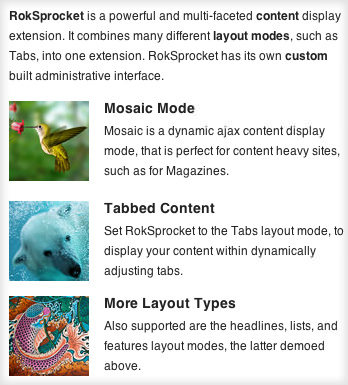 RokSprocket is a powerful and multi-faceted content display
extension. It combines many different layout modes, such as
Tabs, into one extension. RokSprocket has its own custom
built administrative interface.
Mosaic Mode
Mosaic is a dynamic ajax content display
mode, that is perfect for content heavy sites,
such as for Magazines.
Tabbed Content
Set RokSprocket to the Tabs layout mode, to
display your content within dynamically
adjusting tabs.
More Layout Types
Also supported are the headlines, lists, and
features layout modes, the latter demoed
above.